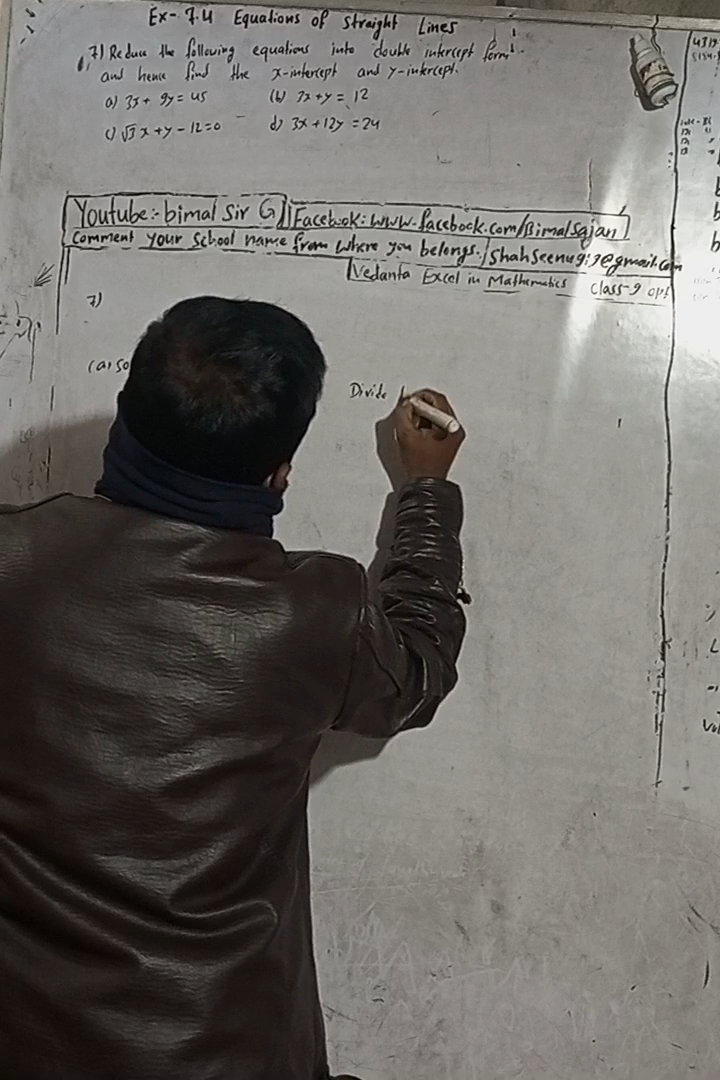 Ex- 7.4 Equations of Straight Lines
7) Reduce the following equations into double intercept form
and hence find the x-intercept and y-intercept.
a) 3x + 9y = 45 (b) 3x + y = 12
c) √3 x + y - 12 = 0 d) 3x + 12y = 24
Youtube:- bimal Sir G
Facebook: www.facebook.com/Bimalsajan
Comment your School name from where you belongs.
Vedanta Excel in Mathematics Class-9 opt
7)
(a) so
Divide